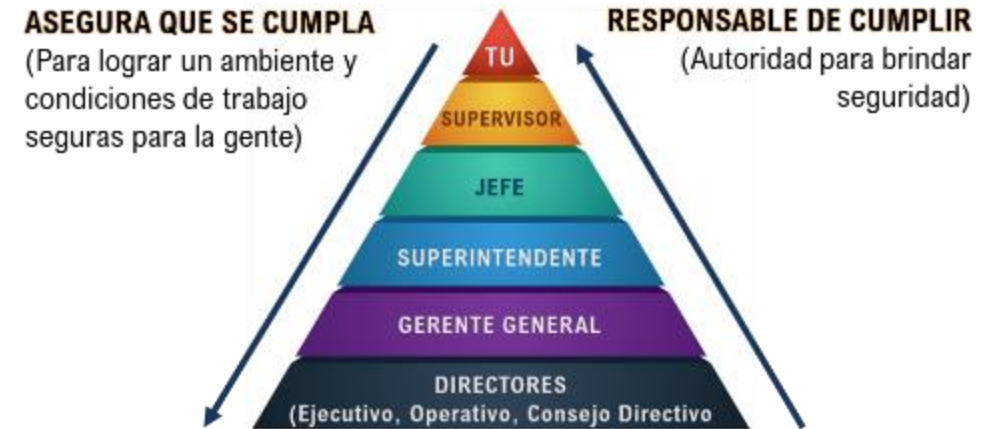 ASEGURA QUE SE CUMPLA
(Para lograr un ambiente y
condiciones de trabajo
seguras para la gente)
RESPONSABLE DE CUMPLIR
(Autoridad para brindar
seguridad)
TU
SUPERVISOR
JEFE
SUPERINTENDENTE
GERENTE GENERAL
DIRECTORES
(Ejecutivo, Operativo, Consejo Directivo